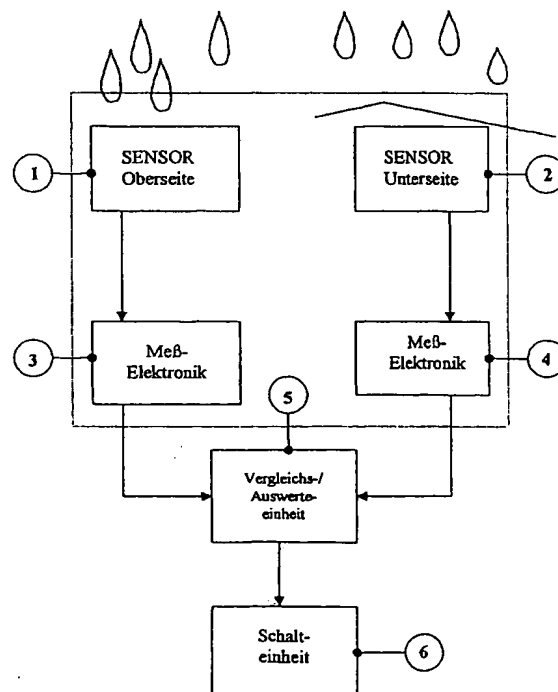 SENSOR
Oberseite
SENSOR
Unterseite
1
2
Meß-
Elektronik
Meß-
Elektronik
3
4
5
Vergleichs-/
Auswerte-
einheit
Schalt-
einheit
6